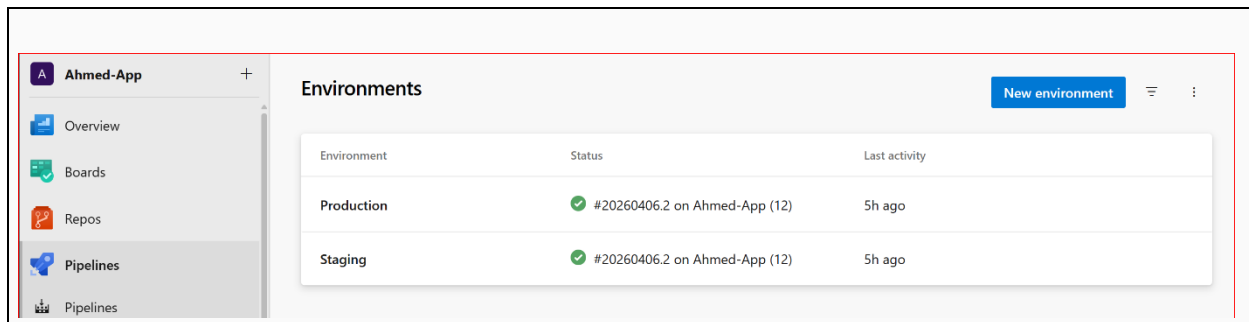 A Ahmed-App +
Overview
Boards
Repos
Pipelines
Pipelines
Environments
New environment
Environment Status Last activity
Production #20260406.2 on Ahmed-App (12) 5h ago
Staging #20260406.2 on Ahmed-App (12) 5h ago